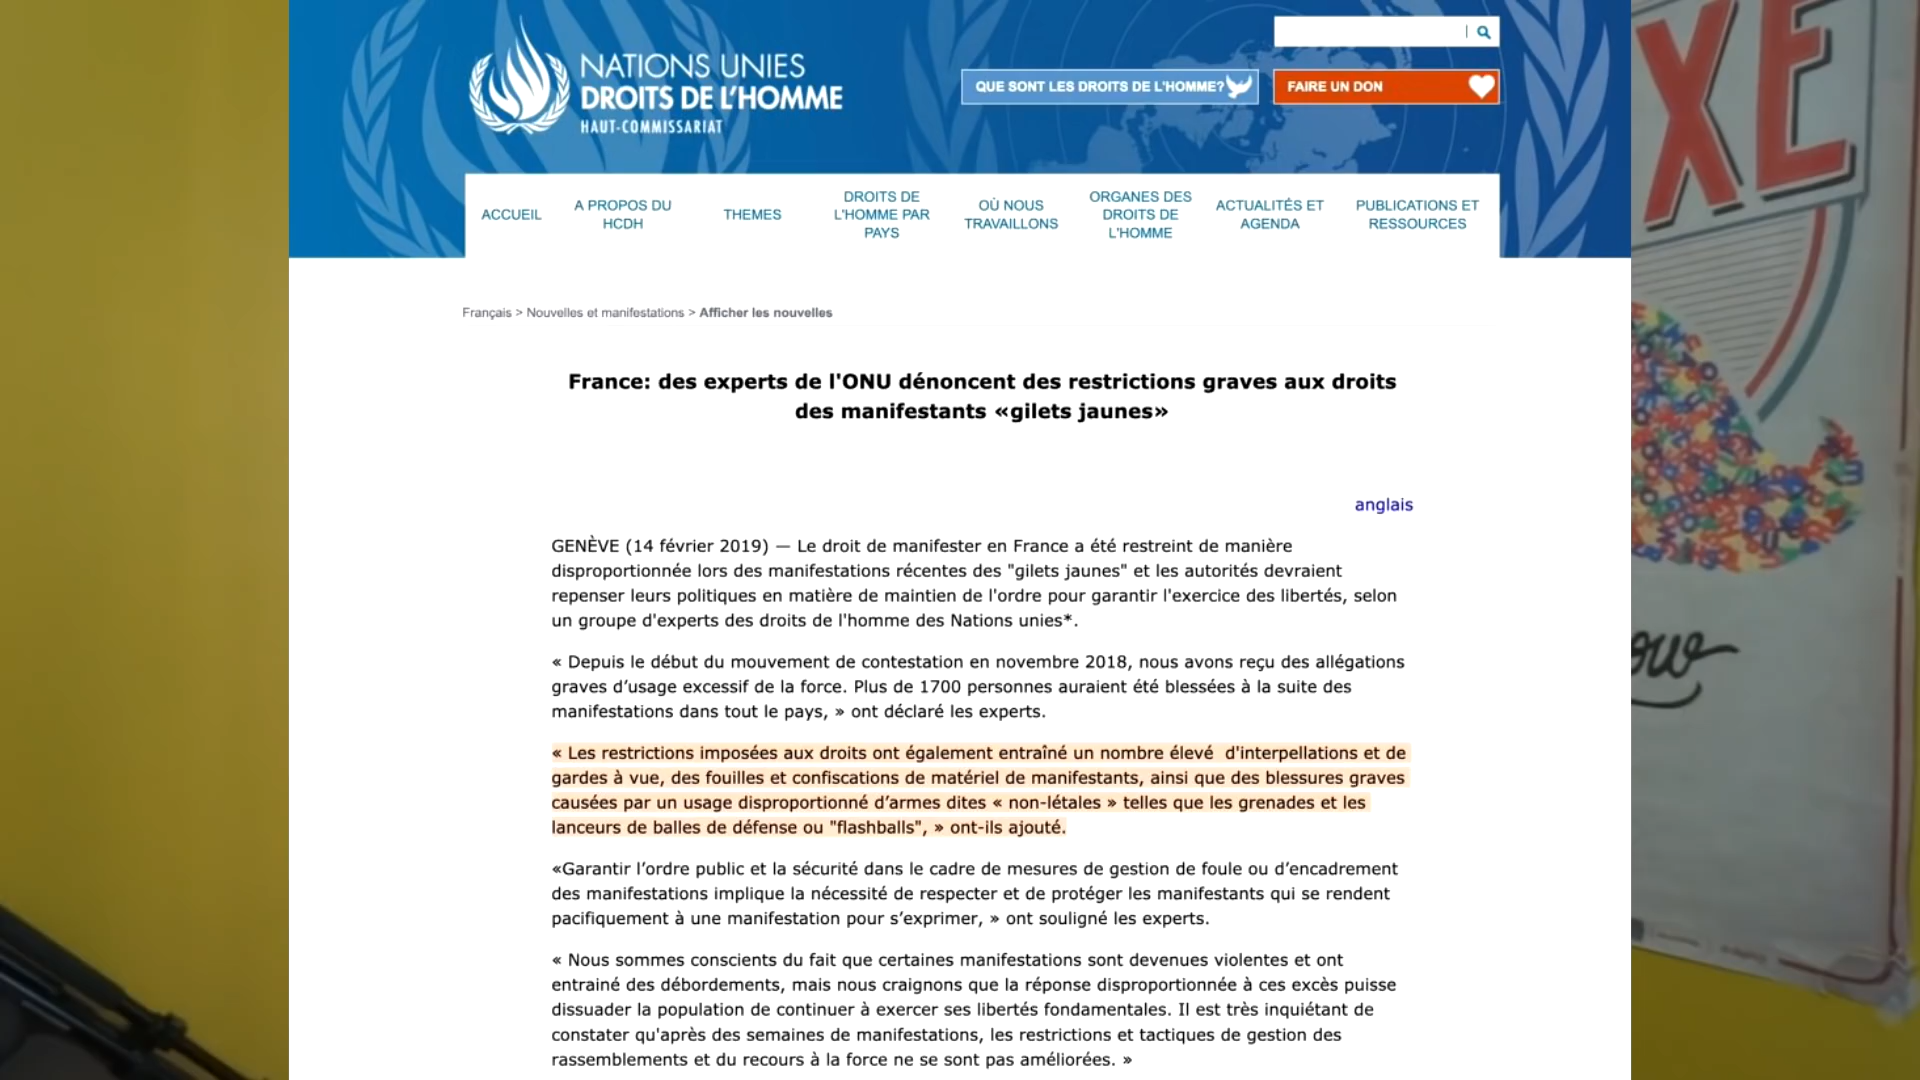 NATIONS UNIES
DROITS DE L'HOMME
HAUT-COMMISSARIAT
QUE SONT LES DROITS DE L'HOMME?
FAIRE UN DON
ACCUEIL
A PROPOS DU
HCDH
THEMES
DROITS DE
L'HOMME PAR
PAYS
OÙ NOUS
TRAVAILLONS
ORGANES DES
DROITS DE
L'HOMME
ACTUALITÉS ET
AGENDA
PUBLICATIONS ET
RESSOURCES
Français > Nouvelles et manifestations > Afficher les nouvelles
France: des experts de l'ONU dénoncent des restrictions graves aux droits
des manifestants «gilets jaunes»
anglais
GENÈVE (14 février 2019) — Le droit de manifester en France a été restreint de manière
disproportionnée lors des manifestations récentes des "gilets jaunes" et les autorités devraient
repenser leurs politiques en matière de maintien de l'ordre pour garantir l'exercice des libertés, selon
un groupe d'experts des droits de l'homme des Nations unies*.
« Depuis le début du mouvement de contestation en novembre 2018, nous avons reçu des allégations
graves d’usage excessif de la force. Plus de 1700 personnes auraient été blessées à la suite des
manifestations dans tout le pays, » ont déclaré les experts.
« Les restrictions imposées aux droits ont également entraîné un nombre élevé  d'interpellations et de
gardes à vue, des fouilles et confiscations de matériel de manifestants, ainsi que des blessures graves
causées par un usage disproportionné d’armes dites « non-létales » telles que les grenades et les
lanceurs de balles de défense ou "flashballs", » ont-ils ajouté.
«Garantir l’ordre public et la sécurité dans le cadre de mesures de gestion de foule ou d’encadrement
des manifestations implique la nécessité de respecter et de protéger les manifestants qui se rendent
pacifiquement à une manifestation pour s’exprimer, » ont souligné les experts.
« Nous sommes conscients du fait que certaines manifestations sont devenues violentes et ont
entrainé des débordements, mais nous craignons que la réponse disproportionnée à ces excès puisse
dissuader la population de continuer à exercer ses libertés fondamentales. Il est très inquiétant de
constater qu'après des semaines de manifestations, les restrictions et tactiques de gestion des
rassemblements et du recours à la force ne se sont pas améliorées. »
XE